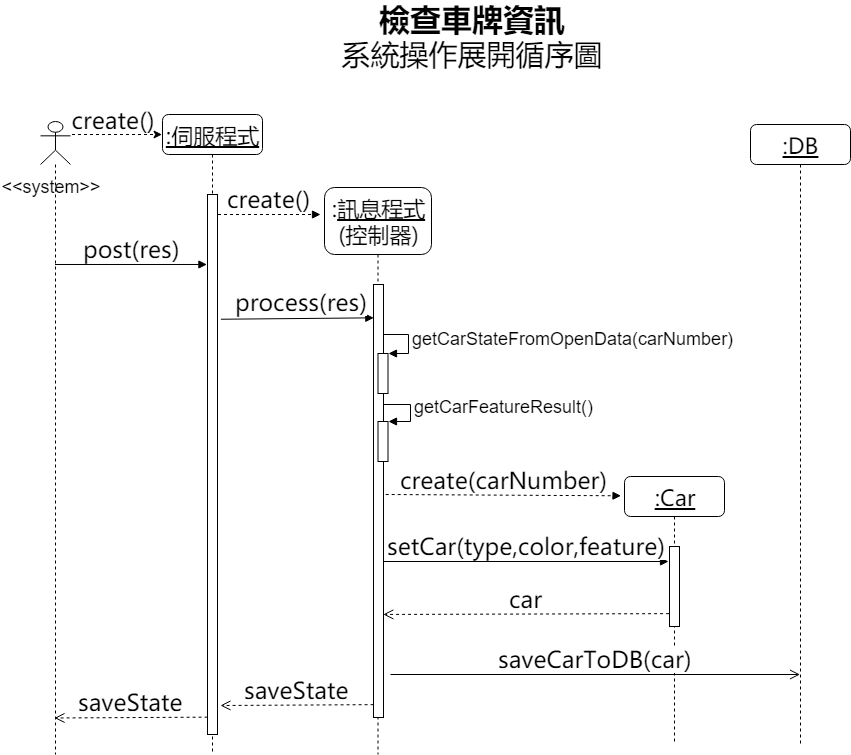 檢查車牌資訊
系統操作展開循序圖
create()
:伺服程式
:DB
<<system>>
create()
:訊息程式
(控制器)
post(res)
process(res)
getCarStateFromOpenData(carNumber)
getCarFeatureResult()
create(carNumber)
:Car
setCar(type,color,feature)
car
saveCarToDB(car)
saveState
saveState